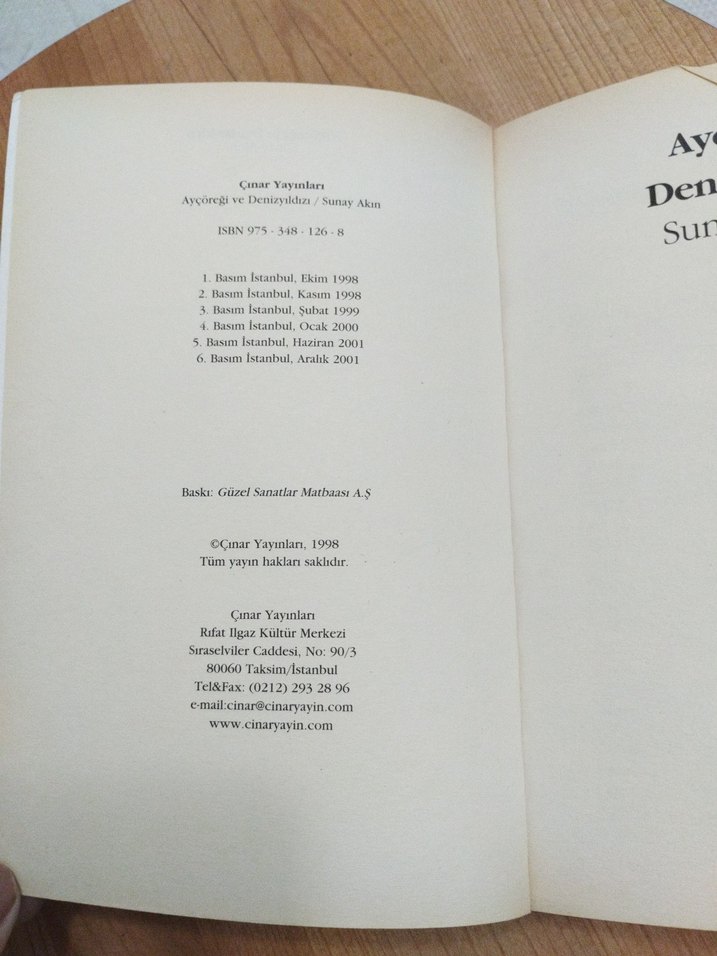 Çınar Yayınları
Ayçöreği ve Denizyıldızı / Sunay Akın
ISBN 975 - 348 - 126 - 8
1. Basım İstanbul, Ekim 1998
2. Basım İstanbul, Kasım 1998
3. Basım İstanbul, Şubat 1999
4. Basım İstanbul, Ocak 2000
5. Basım İstanbul, Haziran 2001
6. Basım İstanbul, Aralık 2001
Baskı: Güzel Sanatlar Matbaası A.Ş
©Çınar Yayınları, 1998
Tüm yayın hakları saklıdır.
Çınar Yayınları
Rıfat Ilgaz Kültür Merkezi
Sıraselviler Caddesi, No: 90/3
80060 Taksim/İstanbul
Tel&Fax: (0212) 293 28 96
e-mail:cinar@cinaryayin.com
www.cinaryayin.com
Ayç
Den
Sun